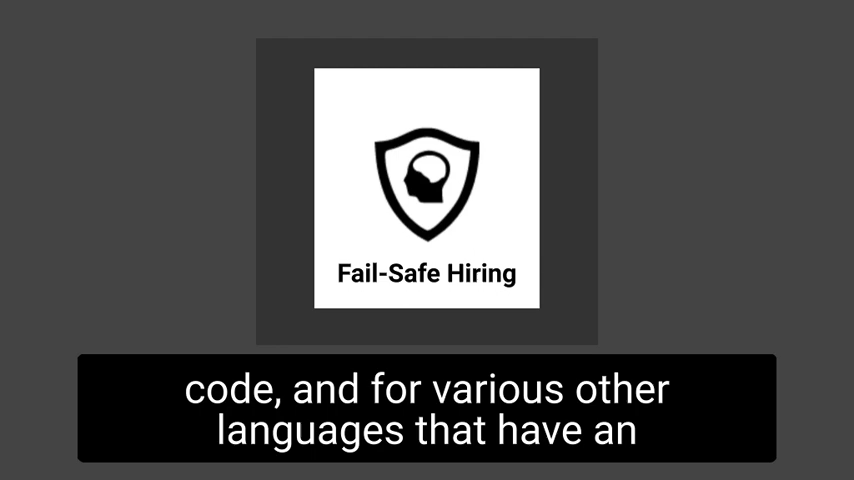 Fail-Safe Hiring
code, and for various other
languages that have an